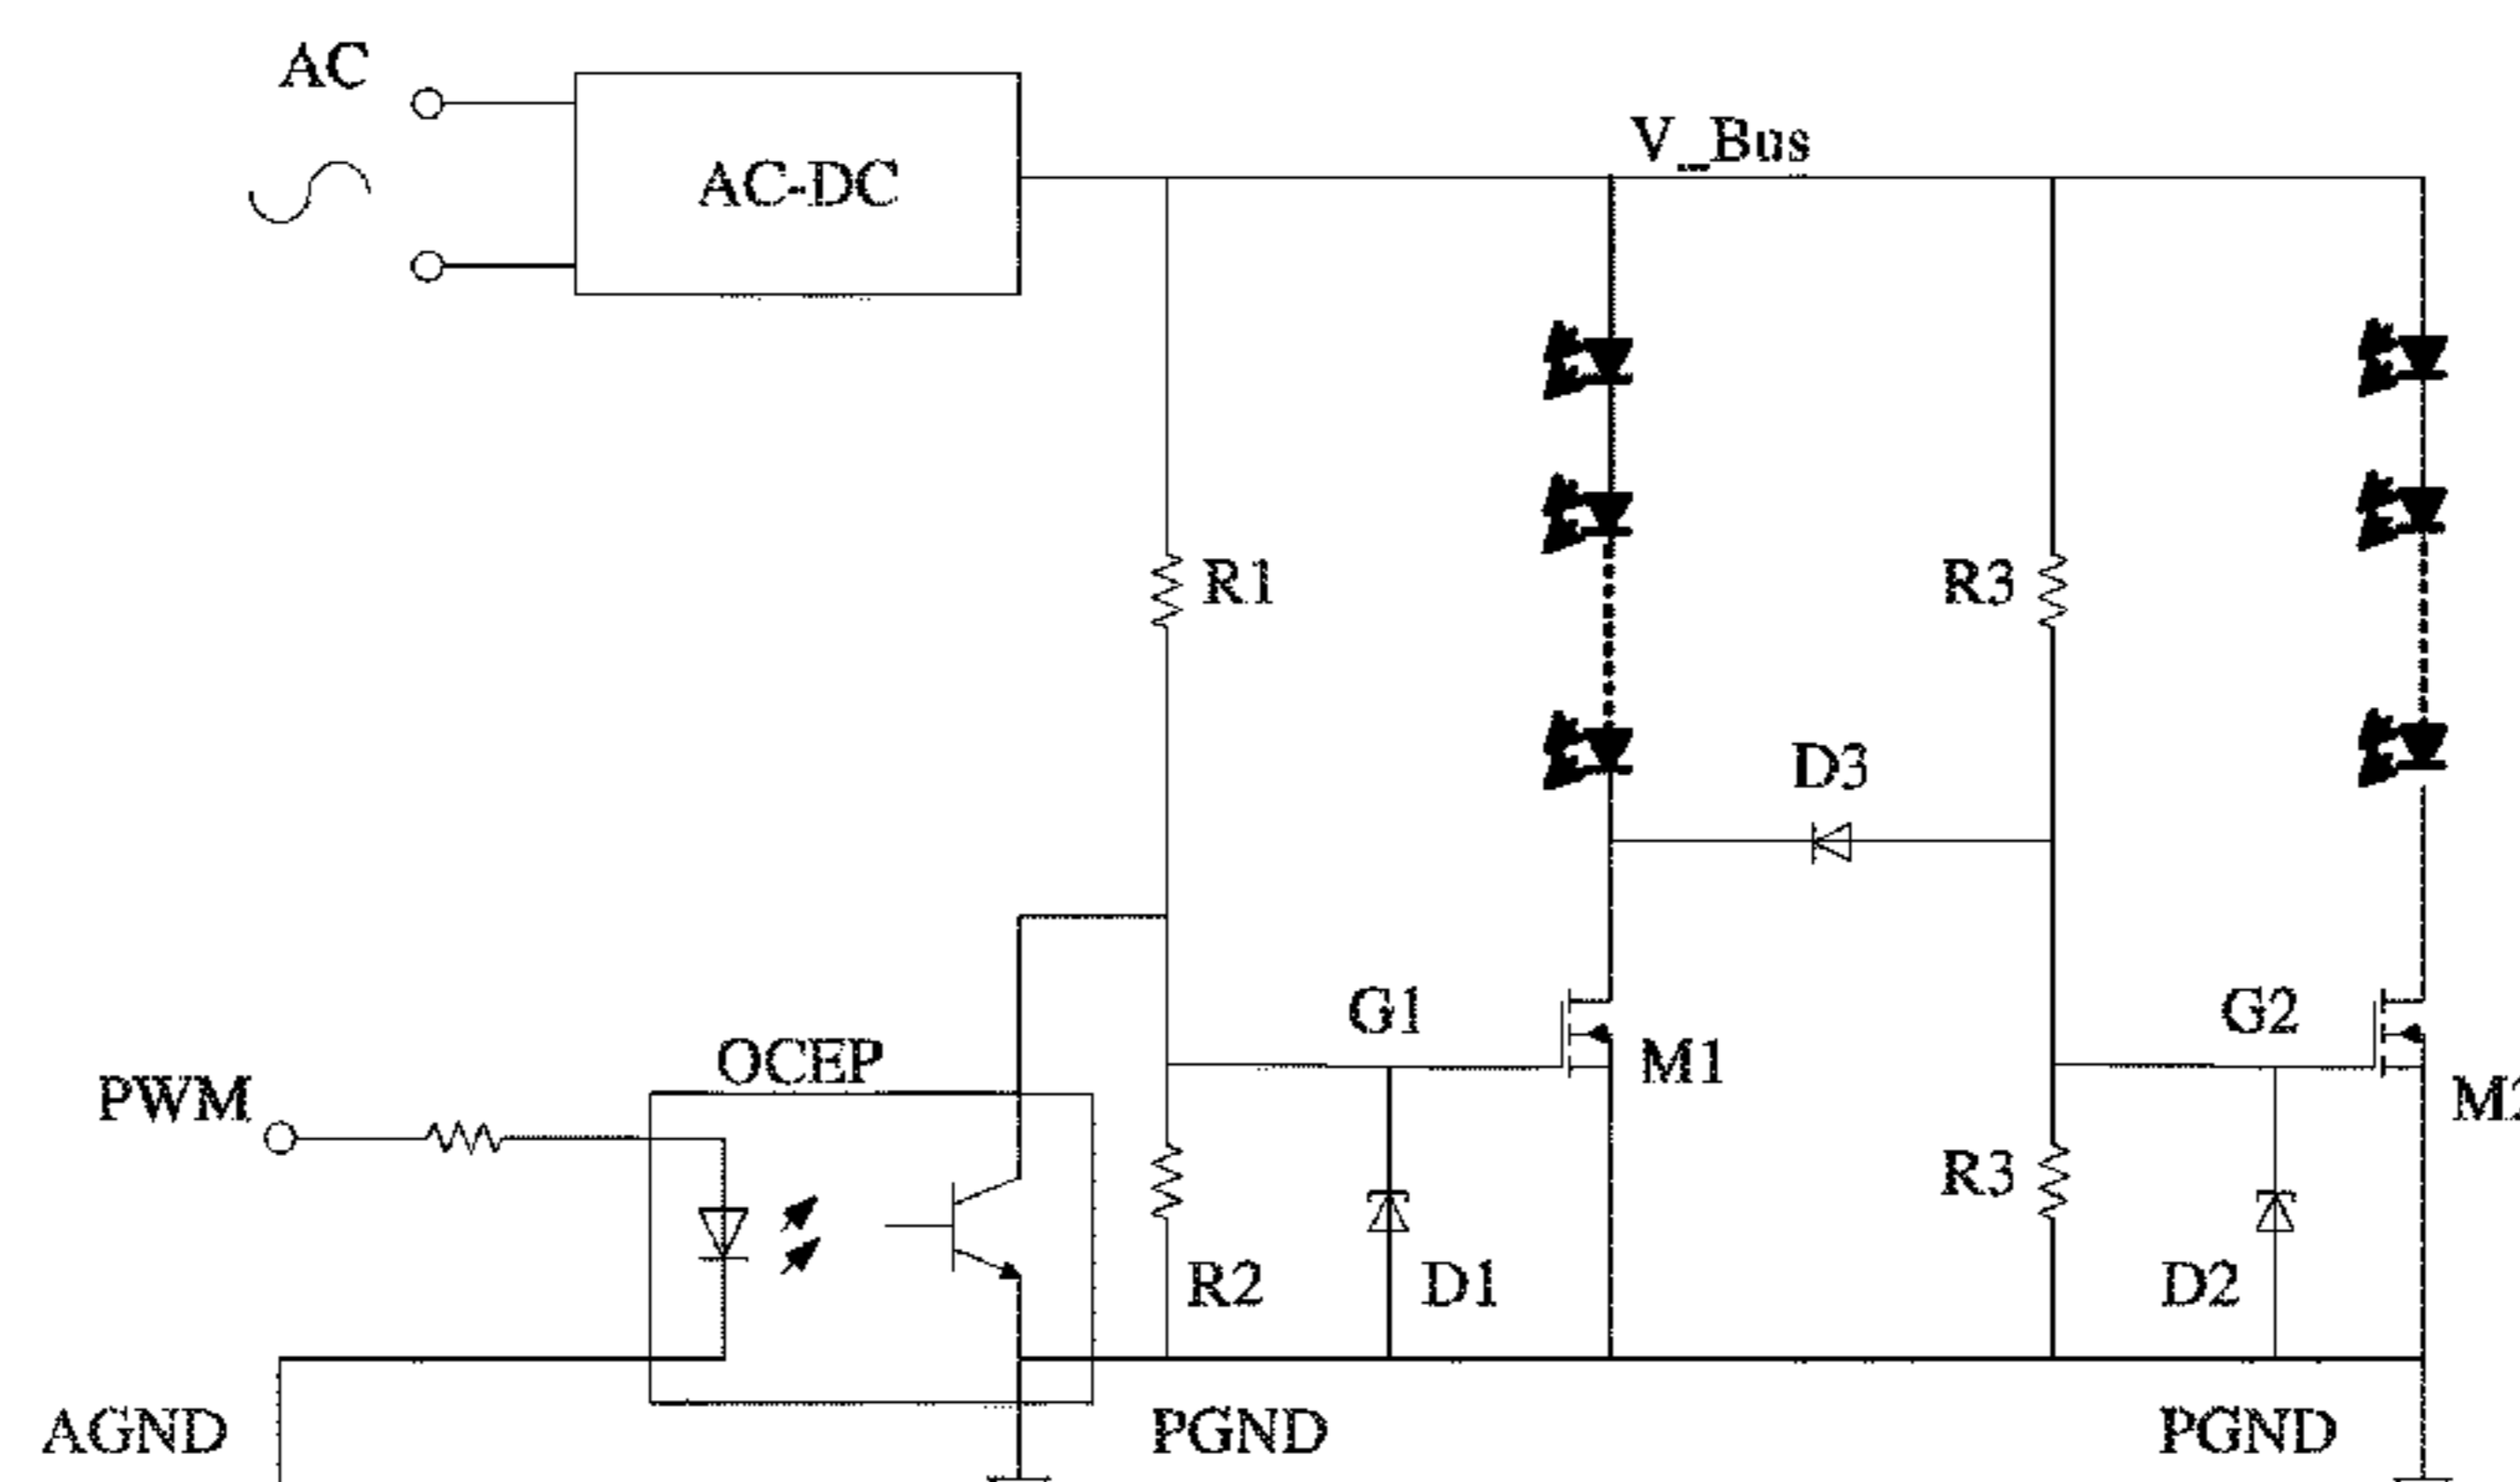 AC
V_Bus
AC-DC
R1
R3
D3
G1
G2
OCEP
M1
PWM
R3
R2
D1
D2
AGND
PGND
PGND